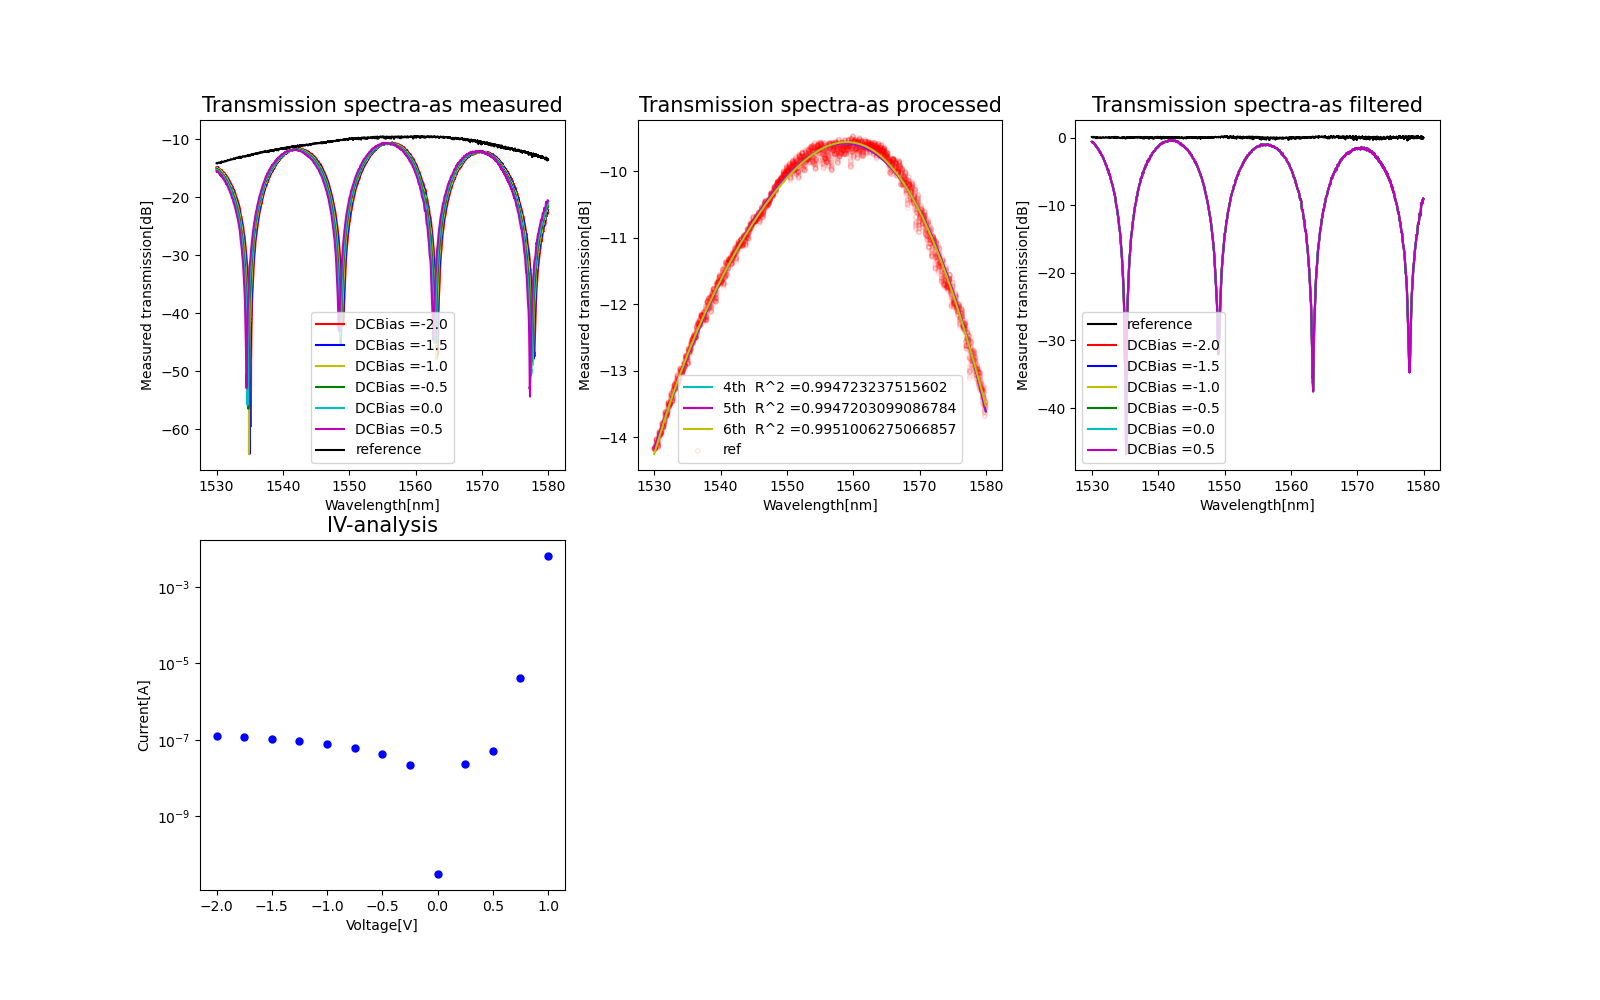 Transmission spectra-as measured
Measured transmission[dB]
−10
−20
−30
−40
−50
−60
DCBias =-2.0
DCBias =-1.5
DCBias =-1.0
DCBias =-0.5
DCBias =0.0
DCBias =0.5
reference
1530 1540 1550 1560 1570 1580
Wavelength[nm]
Transmission spectra-as processed
Measured transmission[dB]
−10
−11
−12
−13
−14
4th R^2 =0.994723237515602
5th R^2 =0.9947203099086784
6th R^2 =0.9951006275066857
ref
1530 1540 1550 1560 1570 1580
Wavelength[nm]
Transmission spectra-as filtered
Measured transmission[dB]
0
−10
−20
−30
−40
reference
DCBias =-2.0
DCBias =-1.5
DCBias =-1.0
DCBias =-0.5
DCBias =0.0
DCBias =0.5
1530 1540 1550 1560 1570 1580
Wavelength[nm]
IV-analysis
Current[A]
10⁻³
10⁻⁵
10⁻⁷
10⁻⁹
−2.0 −1.5 −1.0 −0.5 0.0 0.5 1.0
Voltage[V]